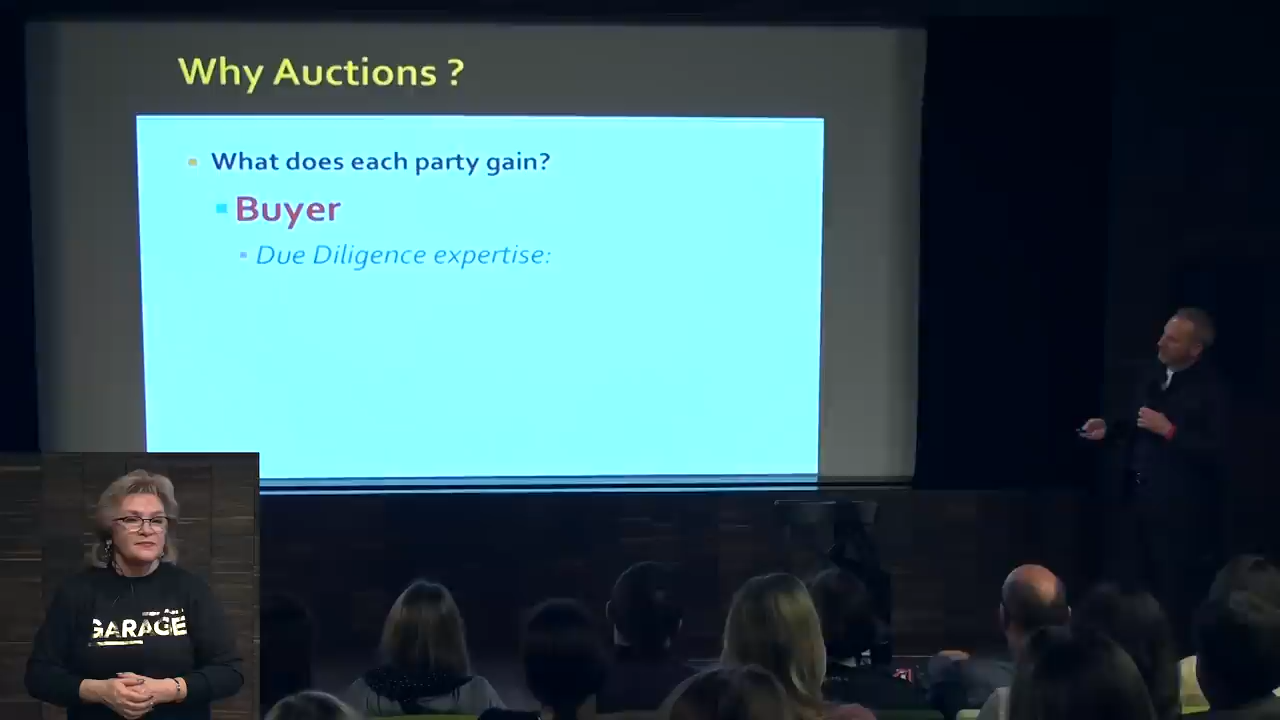 Why Auctions ?
What does each party gain?
Buyer
Due Diligence expertise:
GARAGE